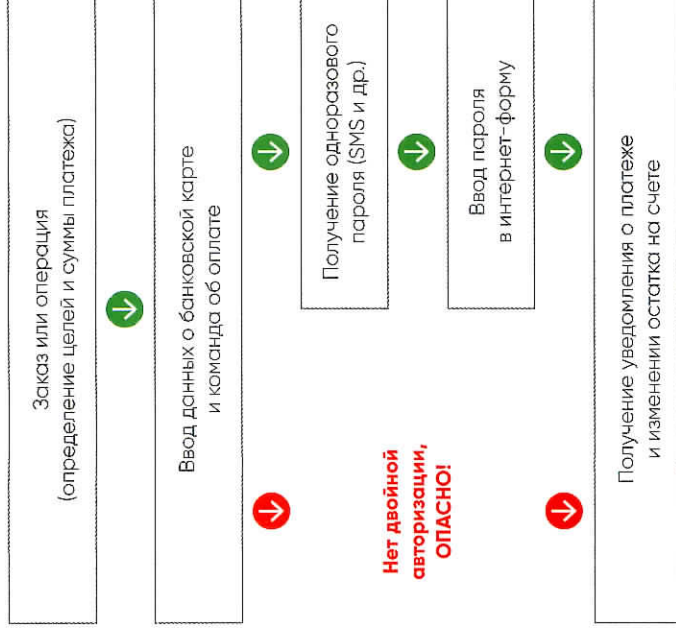 Заказ или операция
(определение целей и суммы платежа)
Ввод данных о банковской карте
и команда об оплате
Получение одноразового
пароля (SMS и др.)
Ввод пароля
в интернет-форму
Нет двойной
авторизации,
ОПАСНО!
Получение уведомления о платеже
и изменении остатка на счете